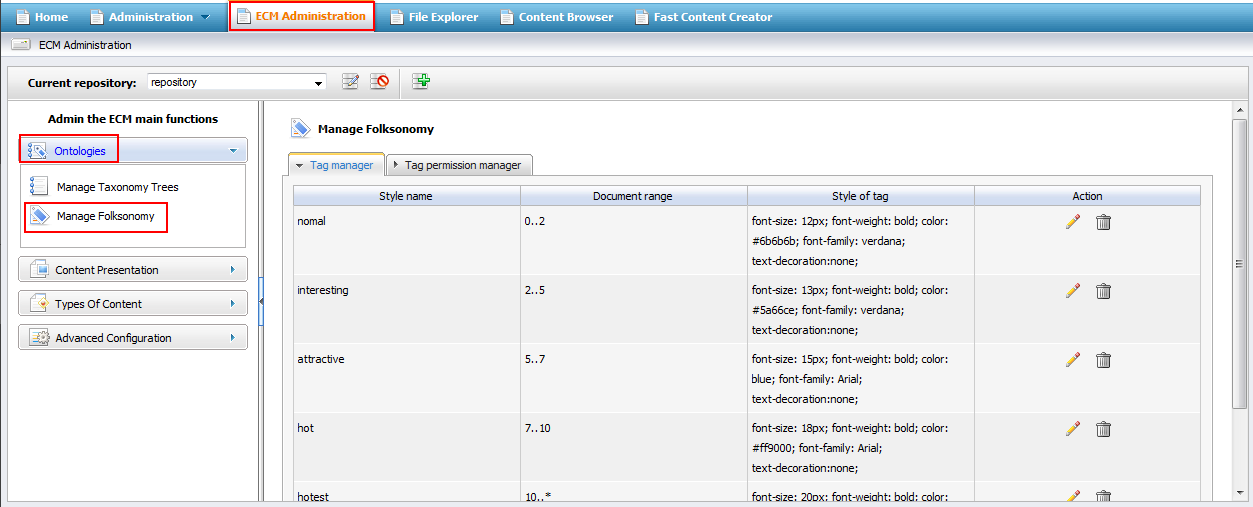 Home Administration ECM Administration File Explorer Content Browser Fast Content Creator
ECM Administration
Current repository: repository
Admin the ECM main functions
Ontologies
Manage Taxonomy Trees
Manage Folksonomy
Content Presentation
Types Of Content
Advanced Configuration
Manage Folksonomy
Tag manager Tag permission manager
Style name Document range Style of tag Action
nomal 0..2 font-size: 12px; font-weight: bold; color:
#6b6b6b; font-family: verdana;
text-decoration:none;
interesting 2..5 font-size: 13px; font-weight: bold; color:
#5a66ce; font-family: verdana;
text-decoration:none;
attractive 5..7 font-size: 15px; font-weight: bold; color:
blue; font-family: Arial;
text-decoration:none;
hot 7..10 font-size: 18px; font-weight: bold; color:
#ff9000; font-family: Arial;
text-decoration:none;
hotest 10..* font-size: 20px; font-weight: bold; color: